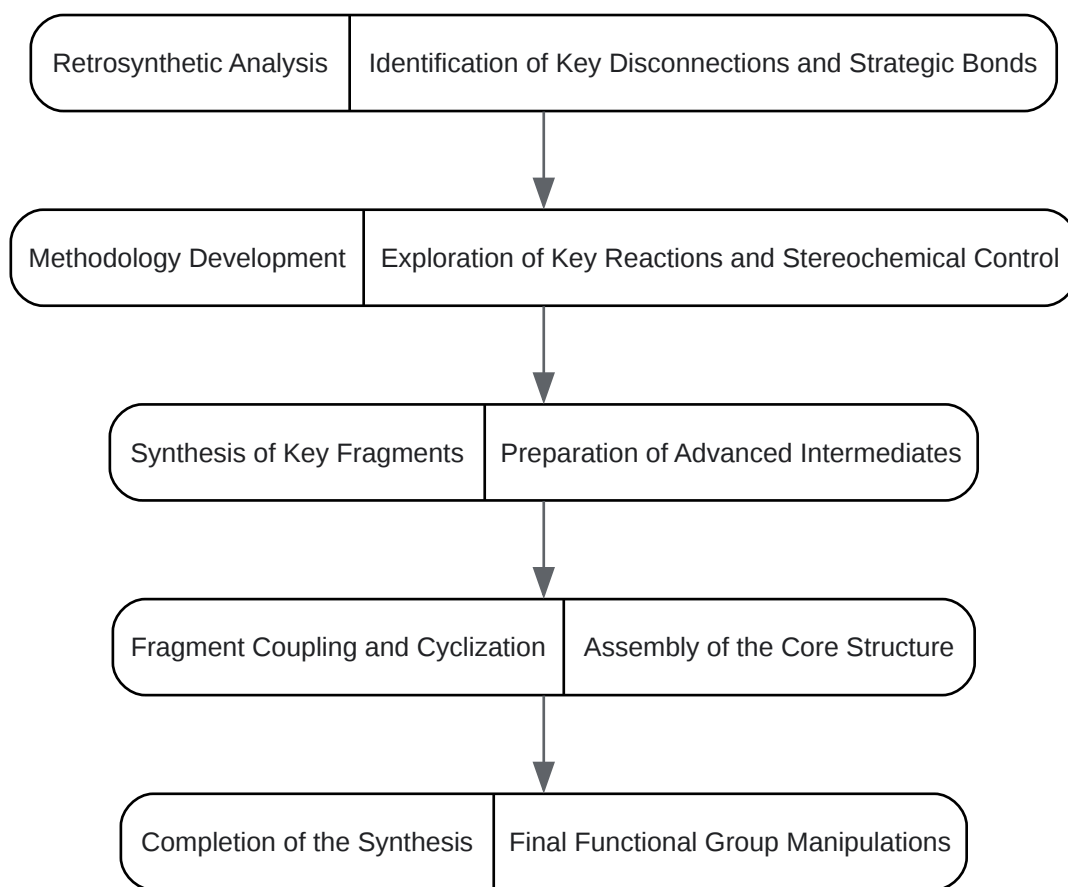 Retrosynthetic Analysis Identification of Key Disconnections and Strategic Bonds
Methodology Development Exploration of Key Reactions and Stereochemical Control
Synthesis of Key Fragments Preparation of Advanced Intermediates
Fragment Coupling and Cyclization Assembly of the Core Structure
Completion of the Synthesis Final Functional Group Manipulations